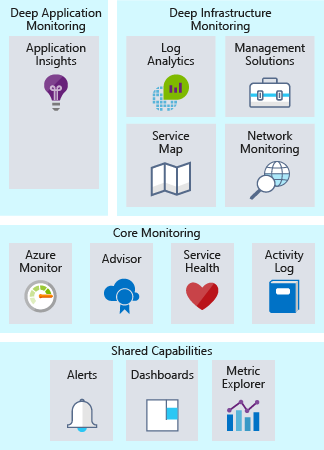 Deep Application
Monitoring
Application
Insights
Deep Infrastructure
Monitoring
Log
Analytics
Management
Solutions
Service
Map
Network
Monitoring
Core Monitoring
Azure
Monitor
Advisor
Service
Health
Activity
Log
Shared Capabilities
Alerts
Dashboards
Metric
Explorer